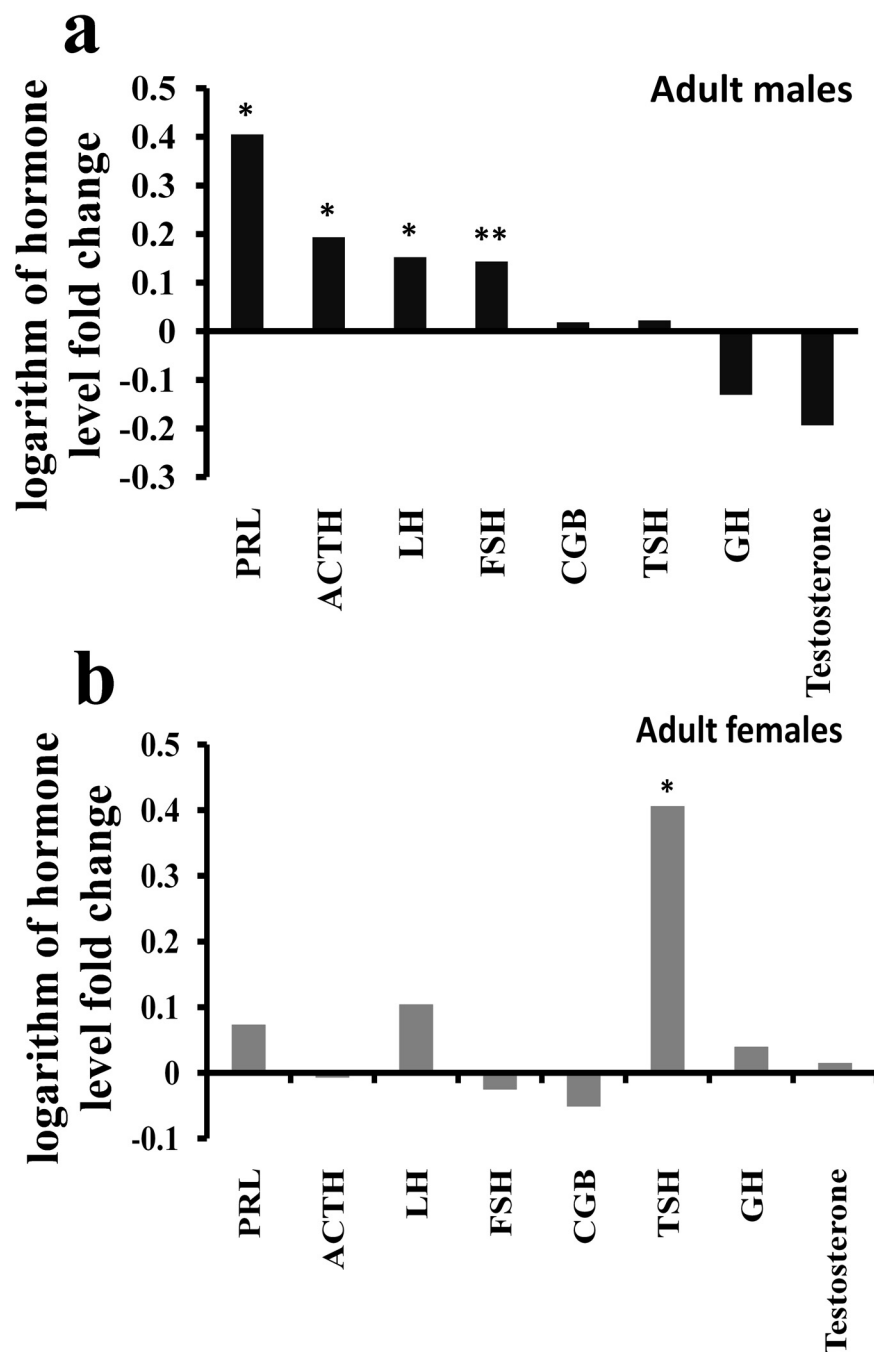 a
Adult males
logarithm of hormone
level fold change
0.5
0.4
0.3
0.2
0.1
0
-0.1
-0.2
-0.3
*
*
*
**
PRL
ACTH
LH
FSH
CGB
TSH
GH
Testosterone
b
Adult females
logarithm of hormone
level fold change
0.5
0.4
0.3
0.2
0.1
0
-0.1
*
PRL
ACTH
LH
FSH
CGB
TSH
GH
Testosterone